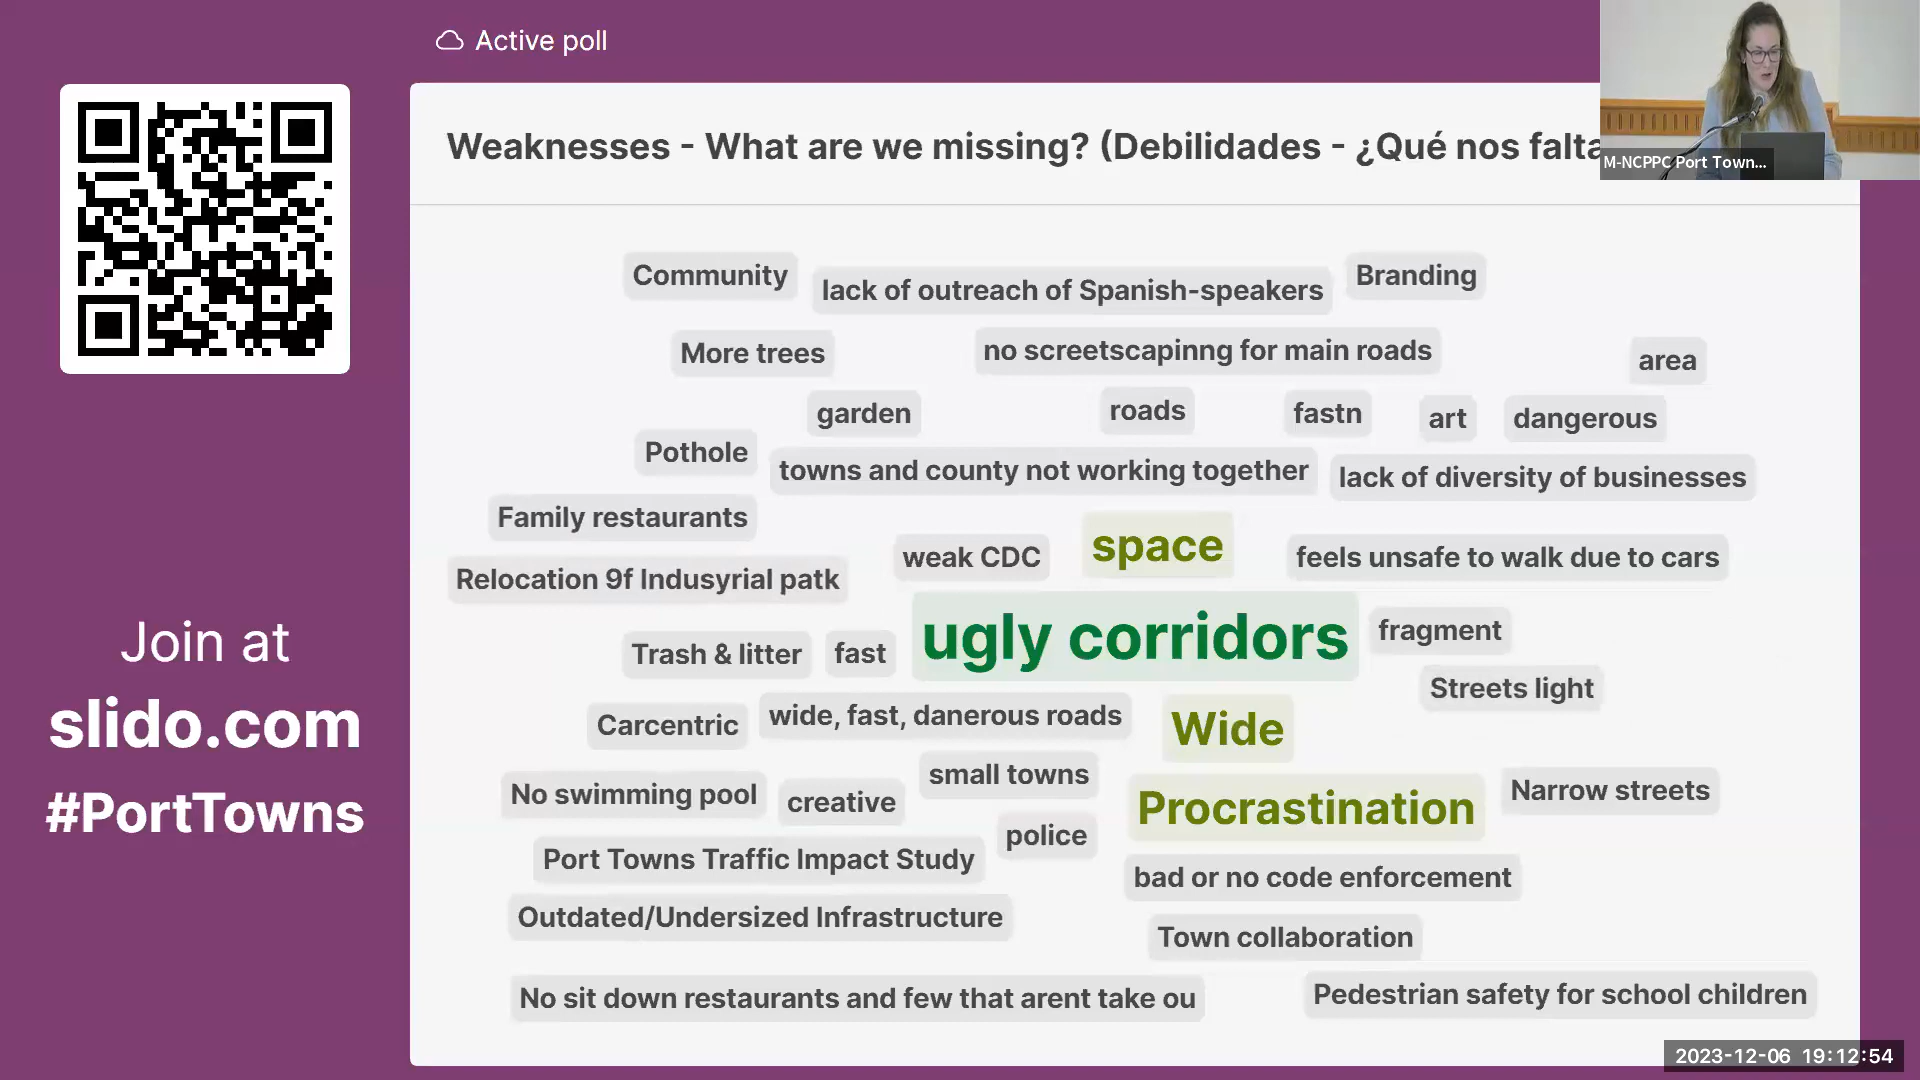 Active poll
Weaknesses - What are we missing? (Debilidades - ¿Qué nos falta
M-NCPPC Port Town...
Community
lack of outreach of Spanish-speakers
Branding
More trees
no screetscapinng for main roads
area
garden
roads
fastn
art
dangerous
Pothole
towns and county not working together
lack of diversity of businesses
Family restaurants
weak CDC
space
feels unsafe to walk due to cars
Relocation 9f Indusyrial patk
ugly corridors
fragment
Trash & litter
fast
Streets light
Carcentric
wide, fast, danerous roads
Wide
small towns
No swimming pool
creative
Procrastination
Narrow streets
police
Port Towns Traffic Impact Study
bad or no code enforcement
Outdated/Undersized Infrastructure
Town collaboration
No sit down restaurants and few that arent take ou
Pedestrian safety for school children
Join at
slido.com
#PortTowns
2023-12-06 19:12:54